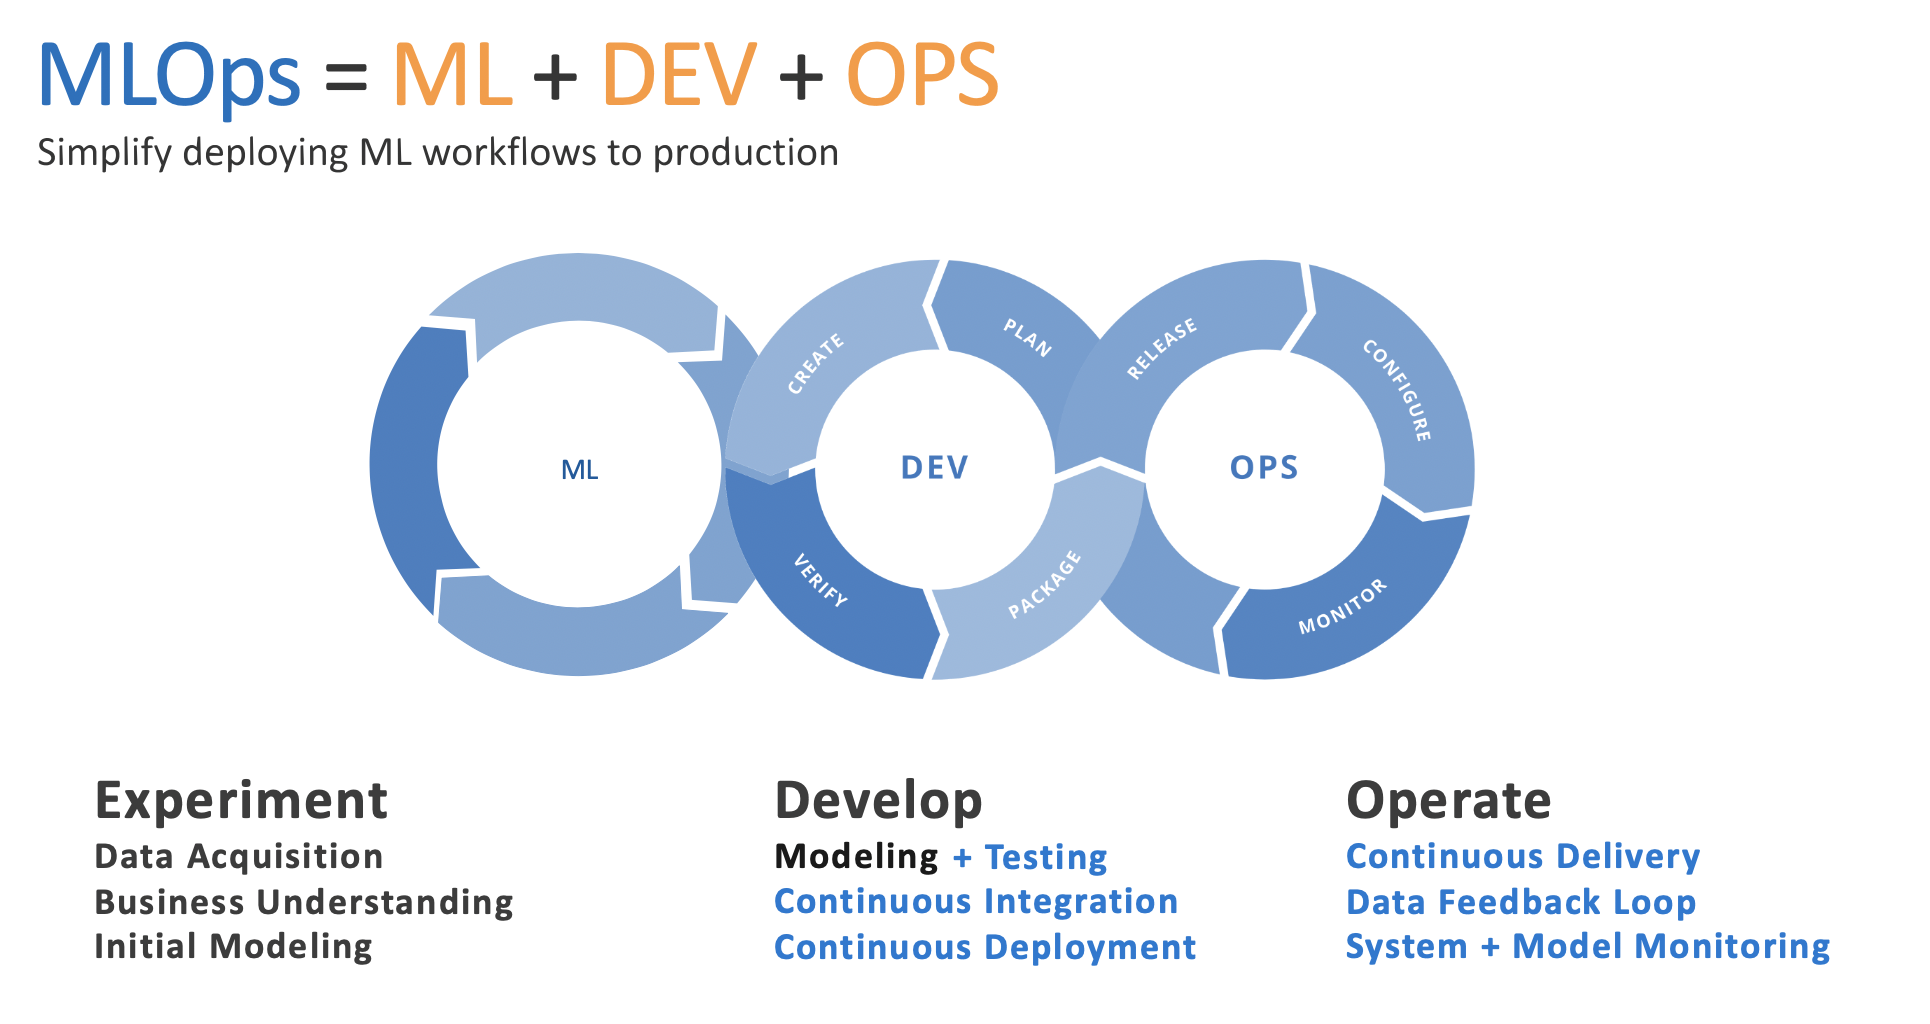 MLOps = ML + DEV + OPS
Simplify deploying ML workflows to production
ML
CREATE
PLAN
DEV
VERIFY
PACKAGE
RELEASE
CONFIGURE
OPS
MONITOR
Experiment
Data Acquisition
Business Understanding
Initial Modeling
Develop
Modeling + Testing
Continuous Integration
Continuous Deployment
Operate
Continuous Delivery
Data Feedback Loop
System + Model Monitoring